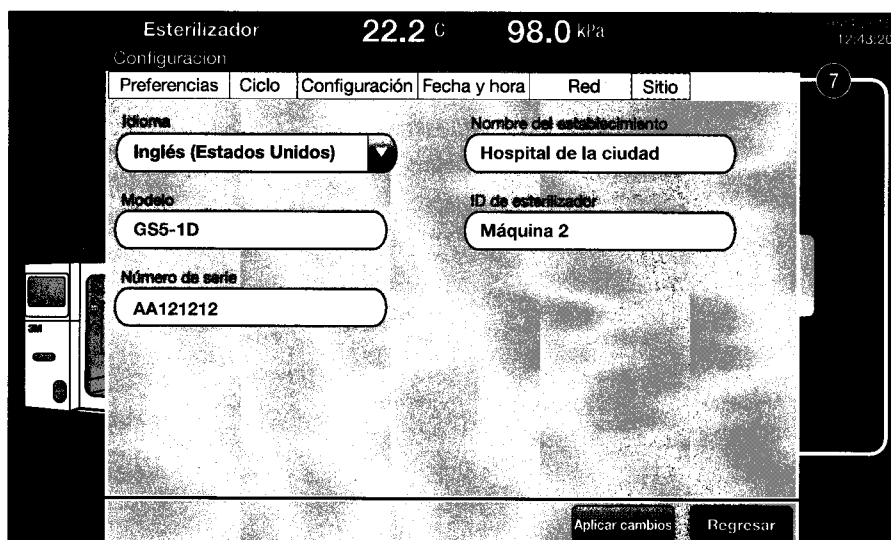 Esterilizador 22.2 C 98.0 kPa
12:43:20
Configuracion
Preferencias Ciclo Configuración Fecha y hora Red Sitio
7
Idioma Nombre del establecimiento
Inglés (Estados Unidos) Hospital de la ciudad
Modelo ID de esterilizador
GS5-1D Máquina 2
Número de serie
AA121212
3M
Aplicar cambios Regresar